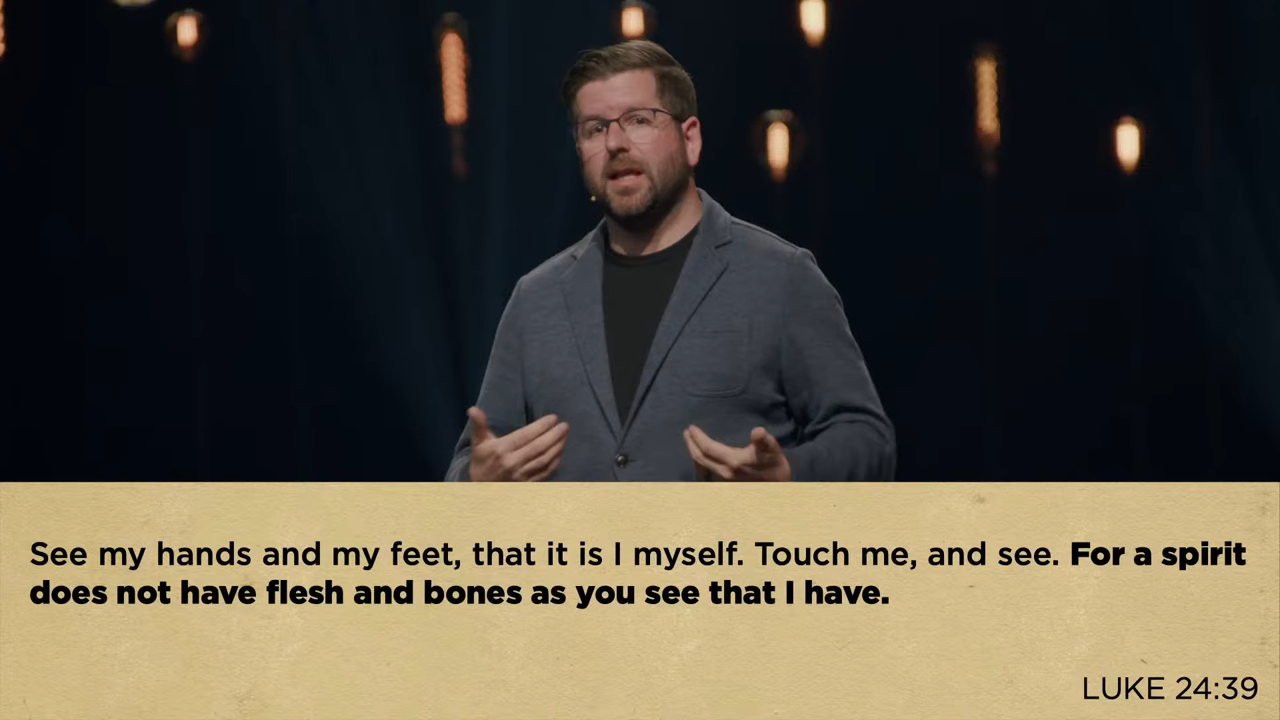 See my hands and my feet, that it is I myself. Touch me, and see. For a spirit
does not have flesh and bones as you see that I have.
LUKE 24:39